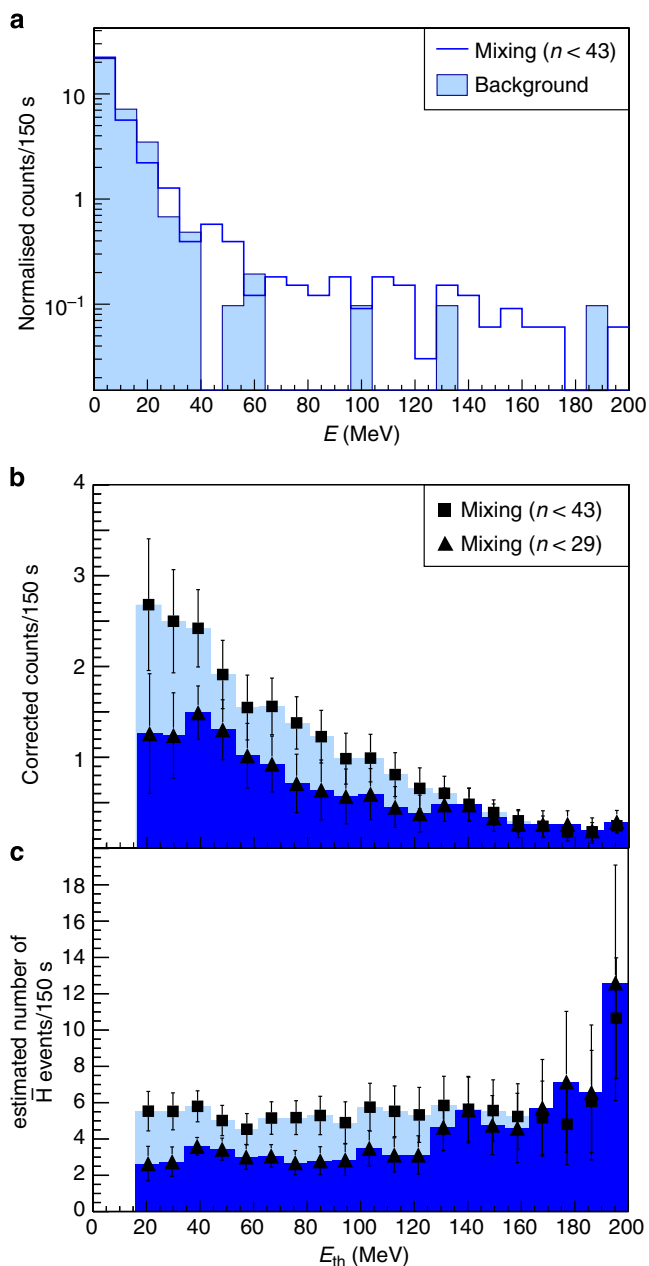 a
Mixing (n < 43)
Background
10
1
10⁻¹
Normalised counts/150 s
0 20 40 60 80 100 120 140 160 180 200
E (MeV)
b
4
3
2
1
Mixing (n < 43)
Mixing (n < 29)
Corrected counts/150 s
c
18
16
14
12
10
8
6
4
2
0
estimated number of
H̅ events/150 s
0 20 40 60 80 100 120 140 160 180 200
Eth (MeV)